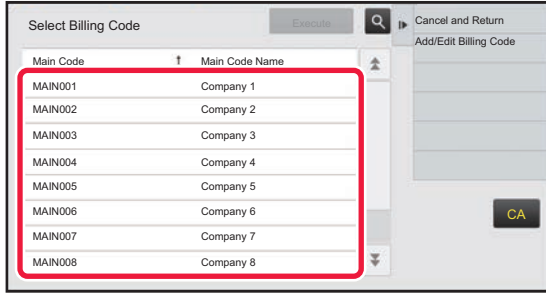 Select Billing Code
Execute
Cancel and Return
Add/Edit Billing Code
Main Code ↑ Main Code Name
MAIN001 Company 1
MAIN002 Company 2
MAIN003 Company 3
MAIN004 Company 4
MAIN005 Company 5
MAIN006 Company 6
MAIN007 Company 7
MAIN008 Company 8
CA